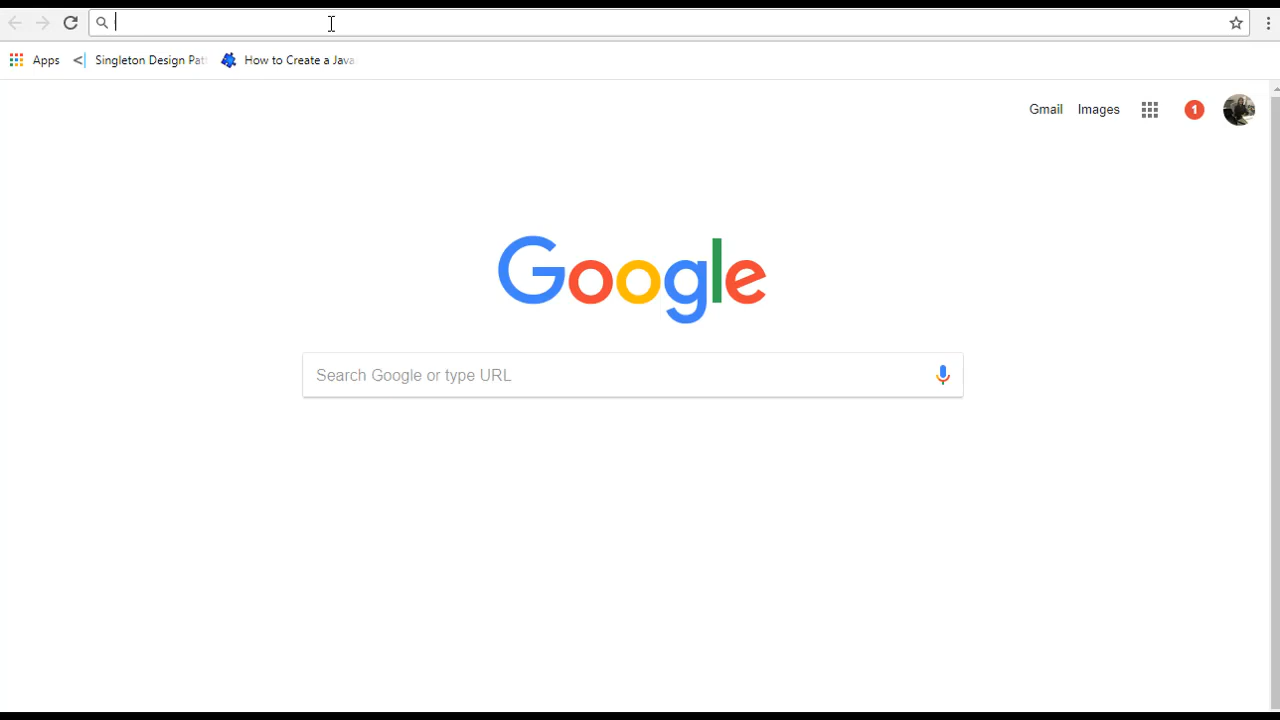 Apps Singleton Design Pat How to Create a Java
Gmail Images 1
Google
Search Google or type URL